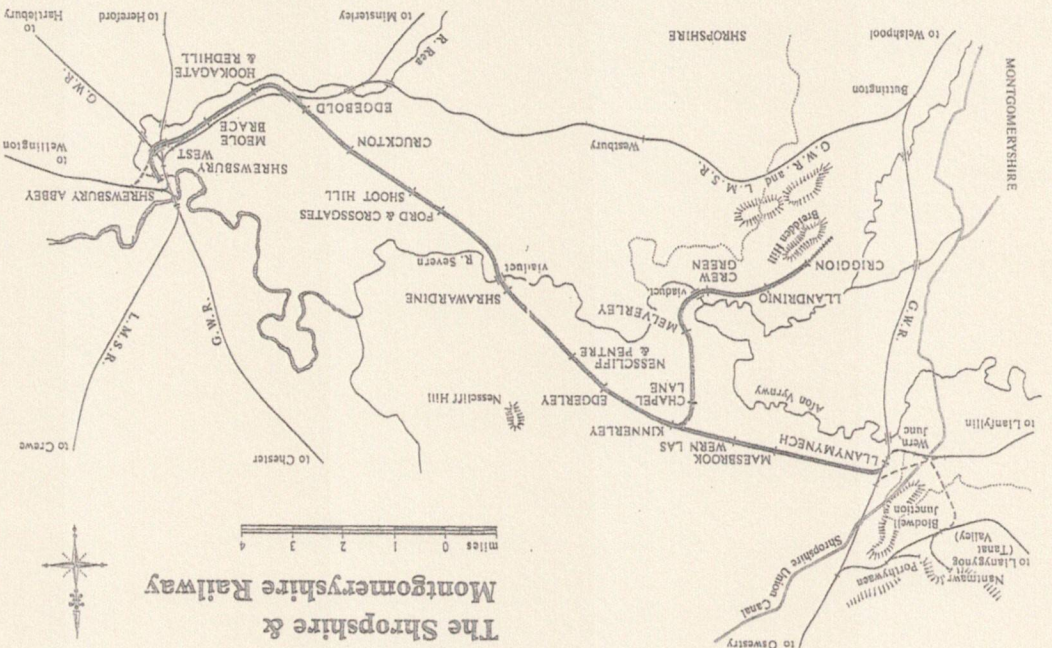 The Shropshire &
Montgomeryshire Railway
miles 0 1 2 3 4
to Oswestry
Shropshire Union Canal
Nantmawr
Porthywaen
to Llangynog
(Tanat
Valley)
Blodwell
Junction
to Llanfyllin
Wern
Junc
LLANYMYNECH
MAESBROOK
WERN LAS
KINNERLEY
CHAPEL
LANE
EDGERLEY
NESSCLIFF
& PENTRE
Nesscliff Hill
Afon Vyrnwy
MELVERLEY
viaduct
CREW
GREEN
LLANDRINIO
CRIGGION
Breidden Hill
G.W.R.
SHRAWARDINE
viaduct
R. Severn
FORD & CROSSGATES
SHOOT HILL
CRUCKTON
EDGEBOLD
HOOKAGATE
& REDHILL
MEOLE
BRACE
SHREWSBURY
WEST
SHREWSBURY ABBEY
to Chester
G.W.R.
to Crewe
L.M.S.R.
to Wellington
G.W.R.
to Hartlebury
to Hereford
to Minsterley
R. Rea
Westbury
G.W.R. and L.M.S.R.
Buttington
to Welshpool
SHROPSHIRE
MONTGOMERYSHIRE